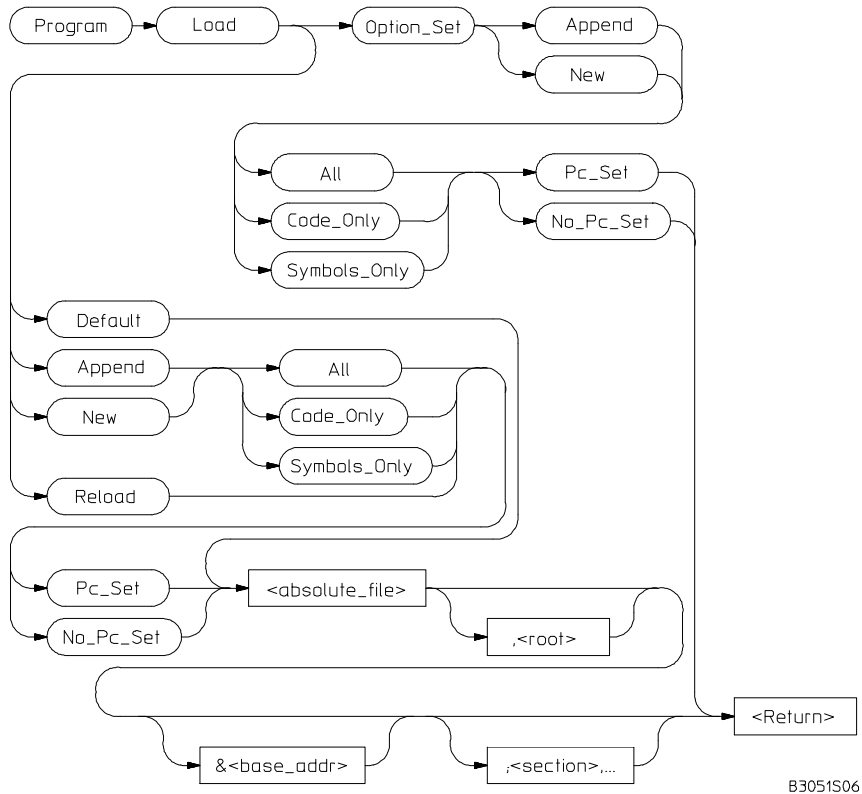 Program Load Option_Set Append
New
All Pc_Set
Code_Only No_Pc_Set
Symbols_Only
Default
Append All
New Code_Only
Symbols_Only
Reload
Pc_Set <absolute_file>
No_Pc_Set ,<root>
<Return>
&<base_addr> ;<section>,...
B3051S06